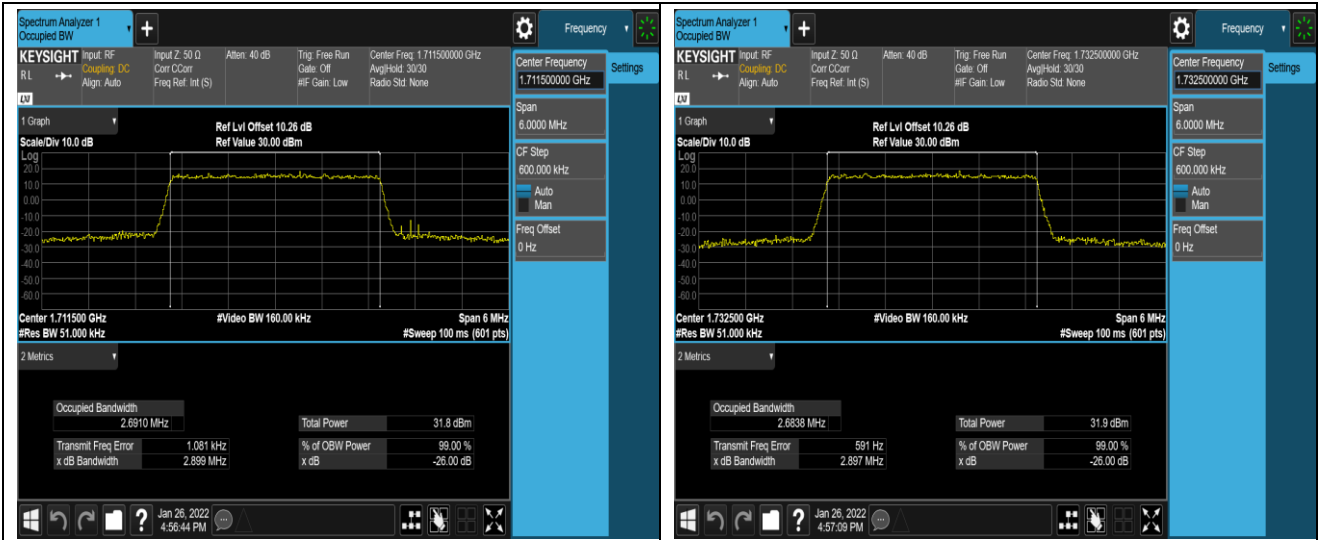 Spectrum Analyzer 1
Occupied BW
+
Frequency
KEYSIGHT
RL
LXI
Input: RF
Coupling: DC
Align: Auto
Input Z: 50 Ω
Corr CCorr
Freq Ref: Int (S)
Atten: 40 dB
Trig: Free Run
Gate: Off
#IF Gain: Low
Center Freq: 1.711500000 GHz
Avg|Hold: 30/30
Radio Std: None
Center Frequency
1.711500000 GHz
Settings
Span
6.0000 MHz
CF Step
600.000 kHz
Auto
Man
Freq Offset
0 Hz
1 Graph
Scale/Div 10.0 dB
Ref Lvl Offset 10.26 dB
Ref Value 30.00 dBm
Log
20.0
10.0
0.00
-10.0
-20.0
-30.0
-40.0
-50.0
-60.0
Center 1.711500 GHz
#Video BW 160.00 kHz
Span 6 MHz
#Res BW 51.000 kHz
#Sweep 100 ms (601 pts)
2 Metrics
Occupied Bandwidth
2.6910 MHz
Total Power 31.8 dBm
Transmit Freq Error 1.081 kHz
% of OBW Power 99.00 %
x dB Bandwidth 2.899 MHz
x dB -26.00 dB
?
Jan 26, 2022
4:56:44 PM
Spectrum Analyzer 1
Occupied BW
+
Frequency
KEYSIGHT
RL
LXI
Input: RF
Coupling: DC
Align: Auto
Input Z: 50 Ω
Corr CCorr
Freq Ref: Int (S)
Atten: 40 dB
Trig: Free Run
Gate: Off
#IF Gain: Low
Center Freq: 1.732500000 GHz
Avg|Hold: 30/30
Radio Std: None
Center Frequency
1.732500000 GHz
Settings
Span
6.0000 MHz
CF Step
600.000 kHz
Auto
Man
Freq Offset
0 Hz
1 Graph
Scale/Div 10.0 dB
Ref Lvl Offset 10.26 dB
Ref Value 30.00 dBm
Log
20.0
10.0
0.00
-10.0
-20.0
-30.0
-40.0
-50.0
-60.0
Center 1.732500 GHz
#Video BW 160.00 kHz
Span 6 MHz
#Res BW 51.000 kHz
#Sweep 100 ms (601 pts)
2 Metrics
Occupied Bandwidth
2.6838 MHz
Total Power 31.9 dBm
Transmit Freq Error 591 Hz
% of OBW Power 99.00 %
x dB Bandwidth 2.897 MHz
x dB -26.00 dB
?
Jan 26, 2022
4:57:09 PM